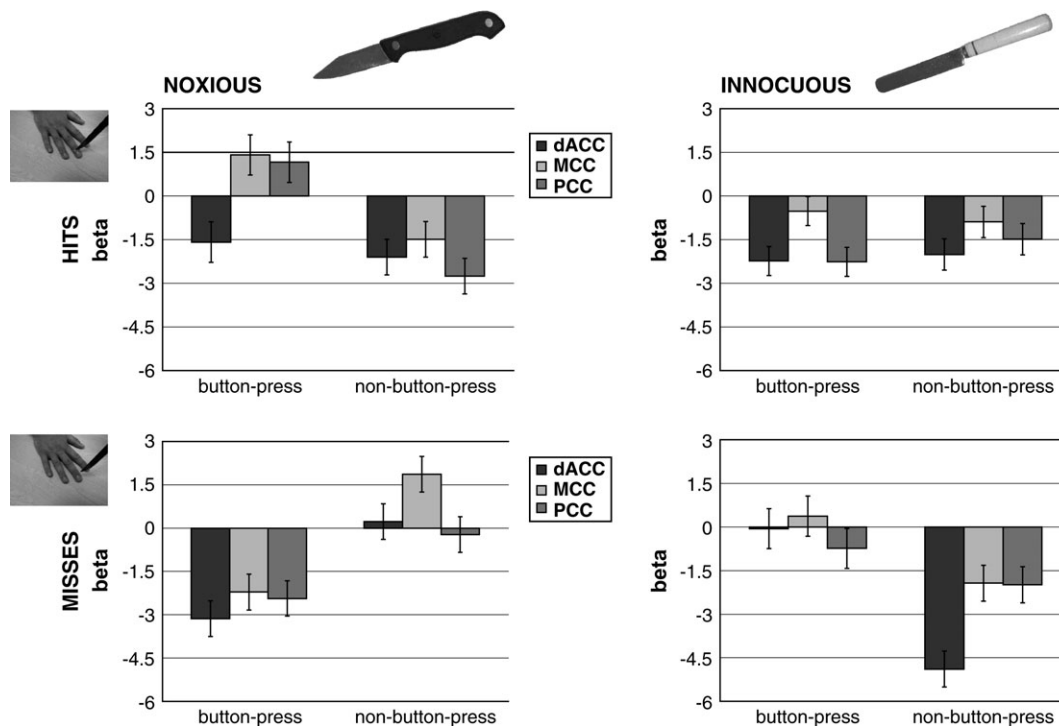 NOXIOUS
HITS
beta
3
1.5
0
-1.5
-3
-4.5
-6
button-press
non-button-press
dACC
MCC
PCC
INNOCUOUS
beta
3
1.5
0
-1.5
-3
-4.5
-6
button-press
non-button-press
MISSES
beta
3
1.5
0
-1.5
-3
-4.5
-6
button-press
non-button-press
dACC
MCC
PCC
beta
3
1.5
0
-1.5
-3
-4.5
-6
button-press
non-button-press